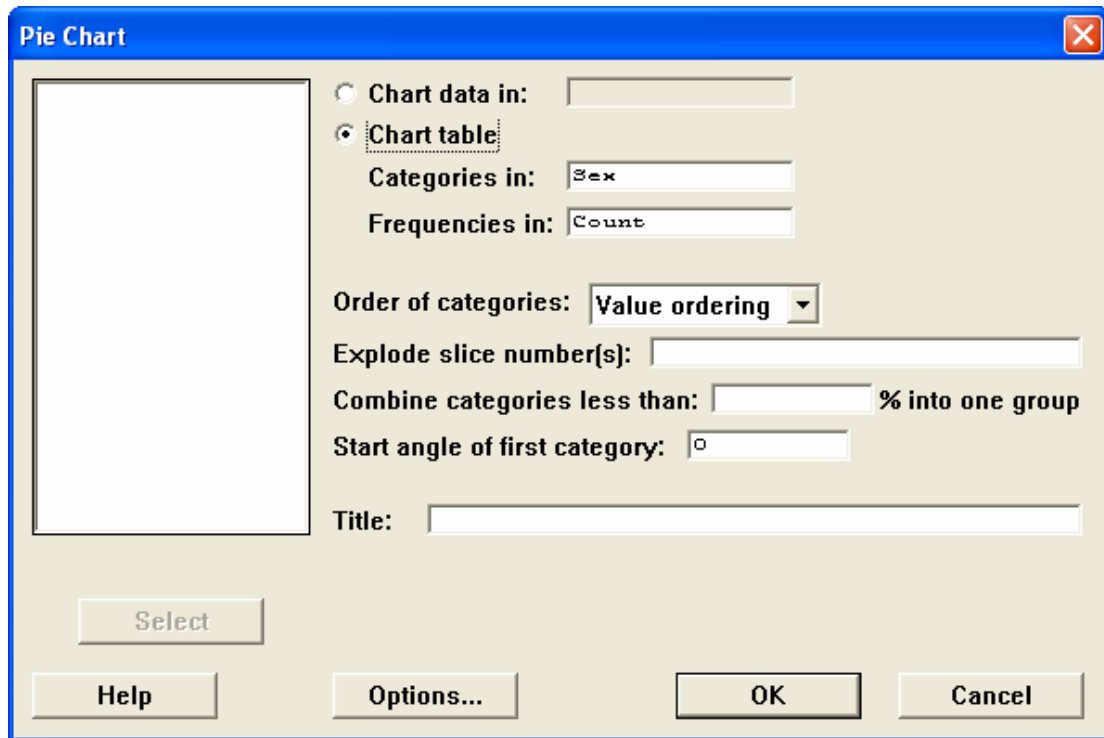 Pie Chart
Chart data in:
Chart table
Categories in: Sex
Frequencies in: Count
Order of categories: Value ordering
Explode slice number(s):
Combine categories less than: % into one group
Start angle of first category: 0
Title:
Select
Help Options... OK Cancel